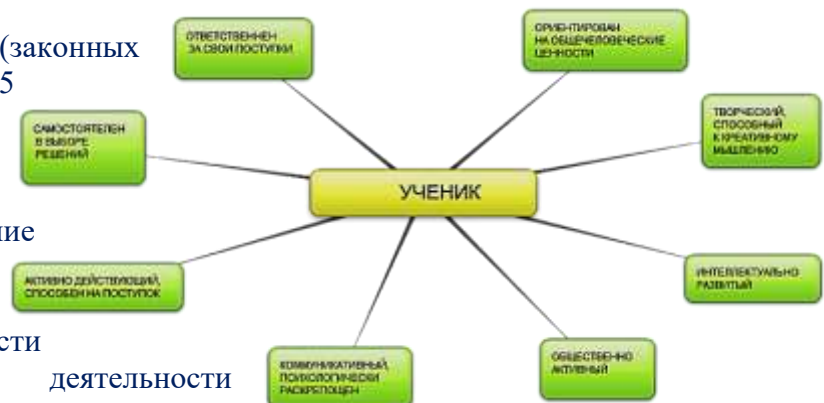 (законных
5
ние
сти
деятельности
ОТВЕТСТВЕННЕН
ЗА СВОИ ПОСТУПКИ
ОРИЕНТИРОВАН
НА ОБЩЕЧЕЛОВЕЧЕСКИЕ
ЦЕННОСТИ
САМОСТОЯТЕЛЕН
В ВЫБОРЕ
РЕШЕНИЙ
ТВОРЧЕСКИЙ,
СПОСОБНЫЙ
К КРЕАТИВНОМУ
МЫШЛЕНИЮ
УЧЕНИК
АКТИВНО ДЕЙСТВУЮЩИЙ,
СПОСОБЕН НА ПОСТУПОК
ИНТЕЛЛЕКТУАЛЬНО
РАЗВИТЫЙ
КОММУНИКАТИВНЫЙ,
ПСИХОЛОГИЧЕСКИ
РАСКРЕПОЩЕН
ОБЩЕСТВЕННО
АКТИВНЫЙ